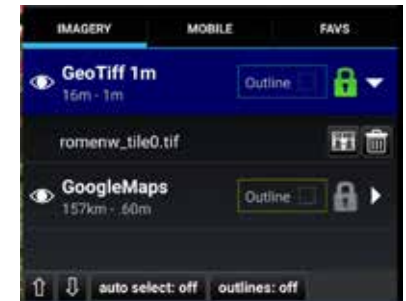 IMAGERY MOBILE FAVS
GeoTiff 1m Outline
16m - 1m
romenw_tile0.tif
GoogleMaps Outline
157km - .60m
auto select: off outlines: off